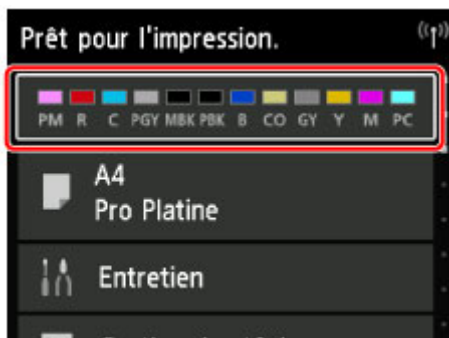 Prêt pour l'impression.
PM R C PGY MBK PBK B CO GY Y M PC
A4
Pro Platine
Entretien